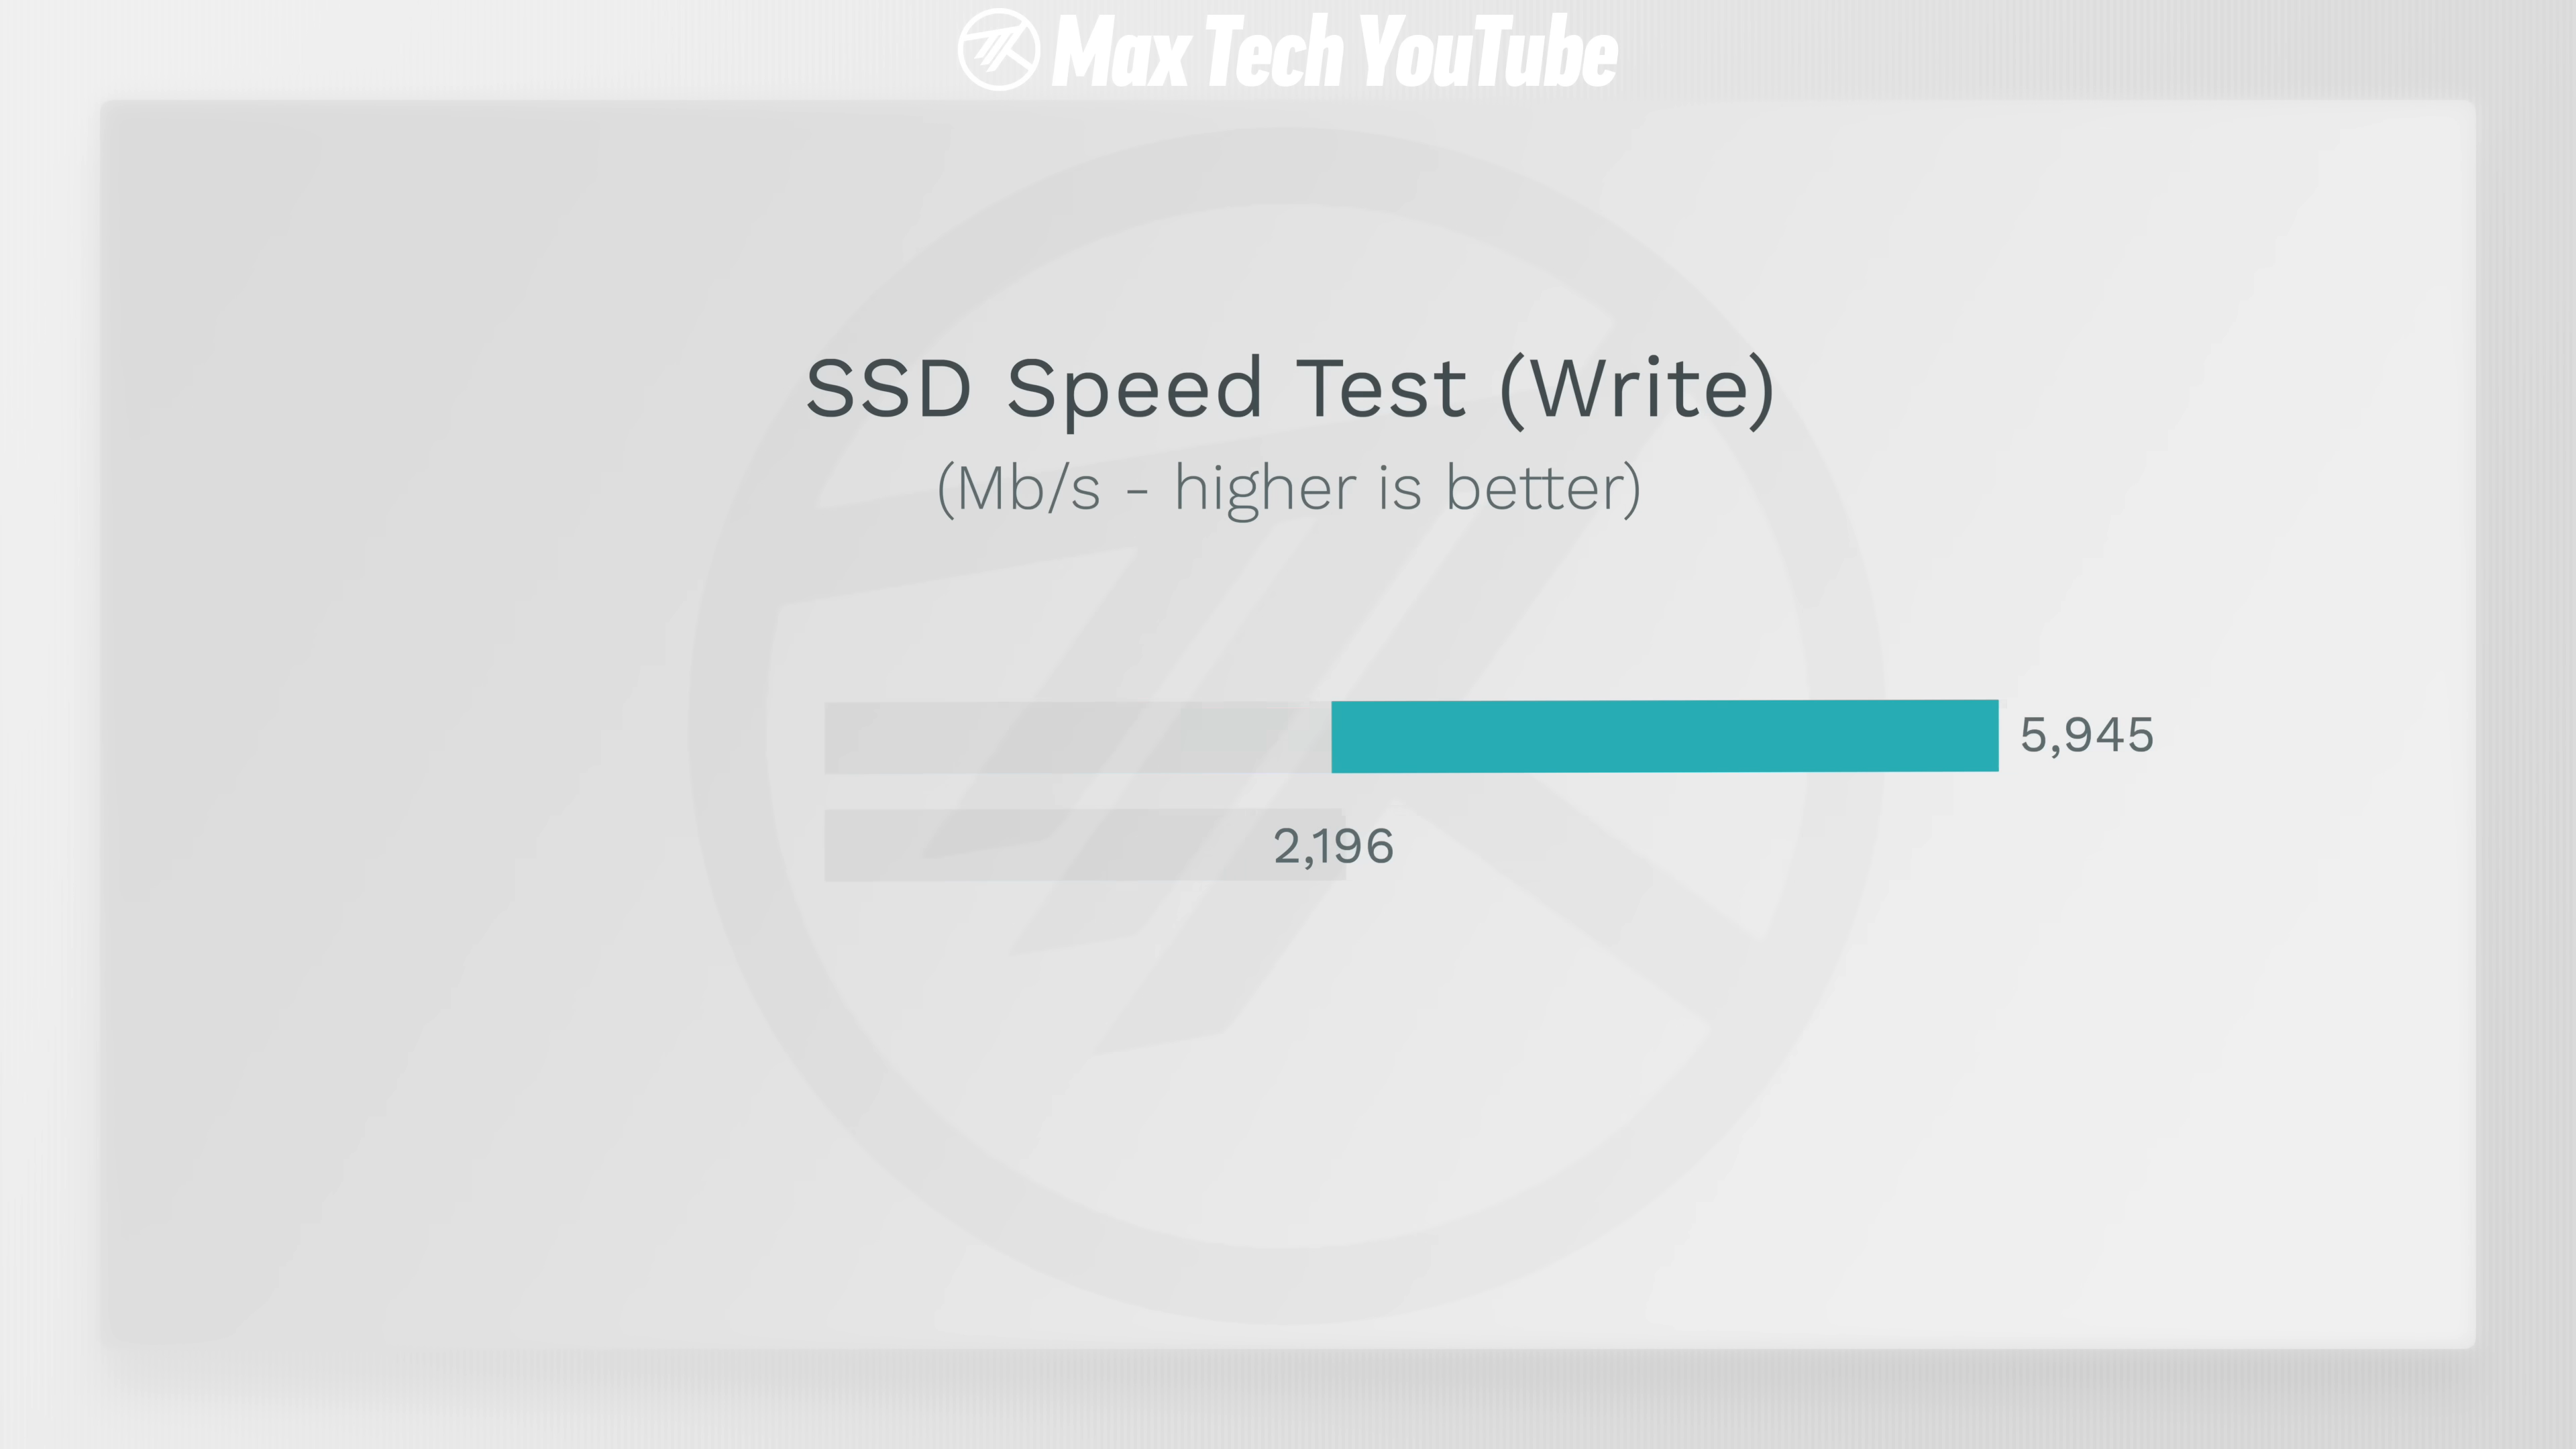 Max Tech YouTube
SSD Speed Test (Write)
(Mb/s - higher is better)
5,945
2,196